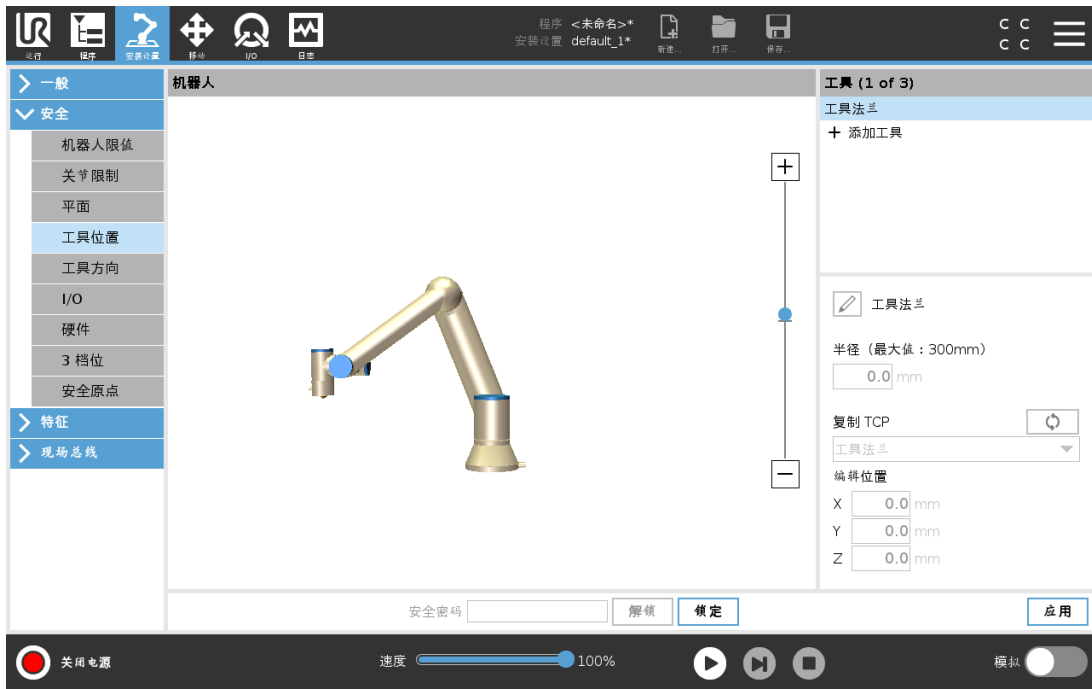 UR
运行
程序
安装设置
移动
I/O
日志
程序 <未命名>*
安装设置 default_1*
新建...
打开...
保存...
C C
C C
一般
安全
机器人限值
关节限制
平面
工具位置
工具方向
I/O
硬件
3 档位
安全原点
特征
现场总线
机器人
工具 (1 of 3)
工具法兰
添加工具
工具法兰
半径（最大值：300mm）
0.0 mm
复制 TCP
工具法兰
编辑位置
X 0.0 mm
Y 0.0 mm
Z 0.0 mm
安全密码
解锁
锁定
应用
关闭电源
速度
100%
模拟